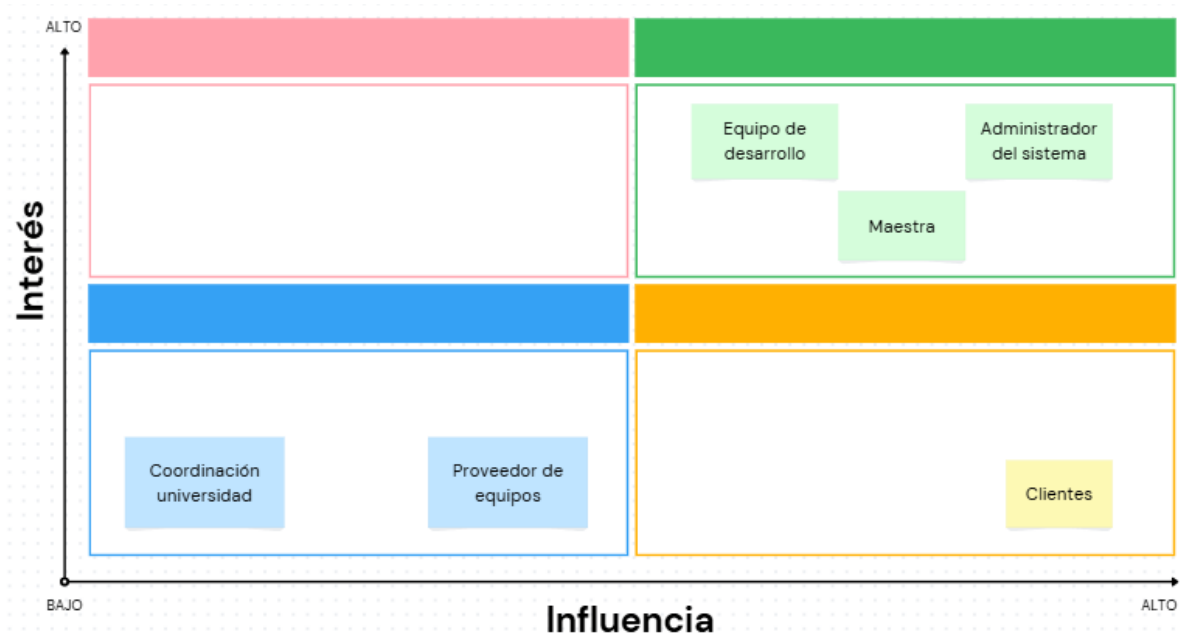 ALTO
Equipo de
desarrollo
Administrador
del sistema
Maestra
Interés
Coordinación
universidad
Proveedor de
equipos
Clientes
BAJO
Influencia
ALTO